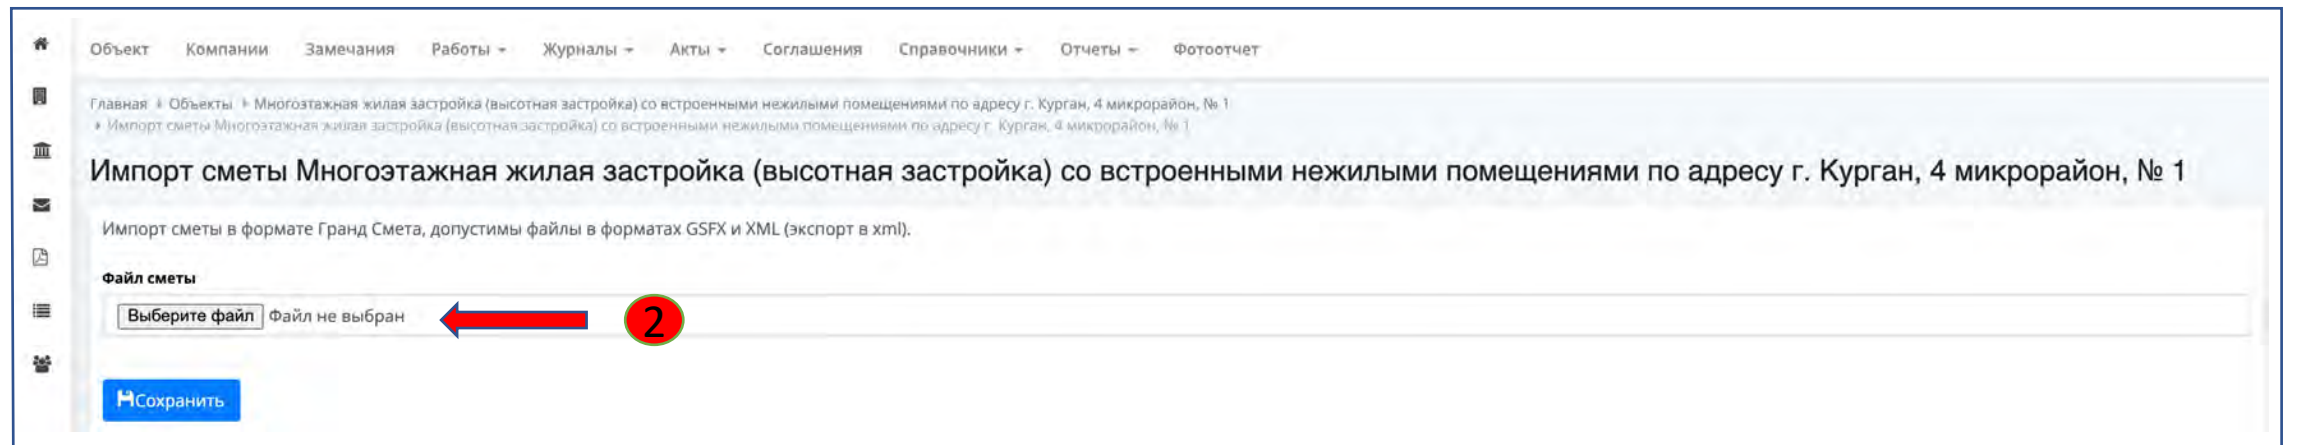 Объект Компании Замечания Работы Журналы Акты Соглашения Справочники Отчеты Фотоотчет
Главная Объекты Многоэтажная жилая застройка (высотная застройка) со встроенными нежилыми помещениями по адресу г. Курган, 4 микрорайон, № 1
Импорт сметы Многоэтажная жилая застройка (высотная застройка) со встроенными нежилыми помещениями по адресу г. Курган, 4 микрорайон, № 1
Импорт сметы Многоэтажная жилая застройка (высотная застройка) со встроенными нежилыми помещениями по адресу г. Курган, 4 микрорайон, № 1
Импорт сметы в формате Гранд Смета, допустимы файлы в форматах GSFX и XML (экспорт в xml).
Файл сметы
Выберите файл Файл не выбран 2
Сохранить